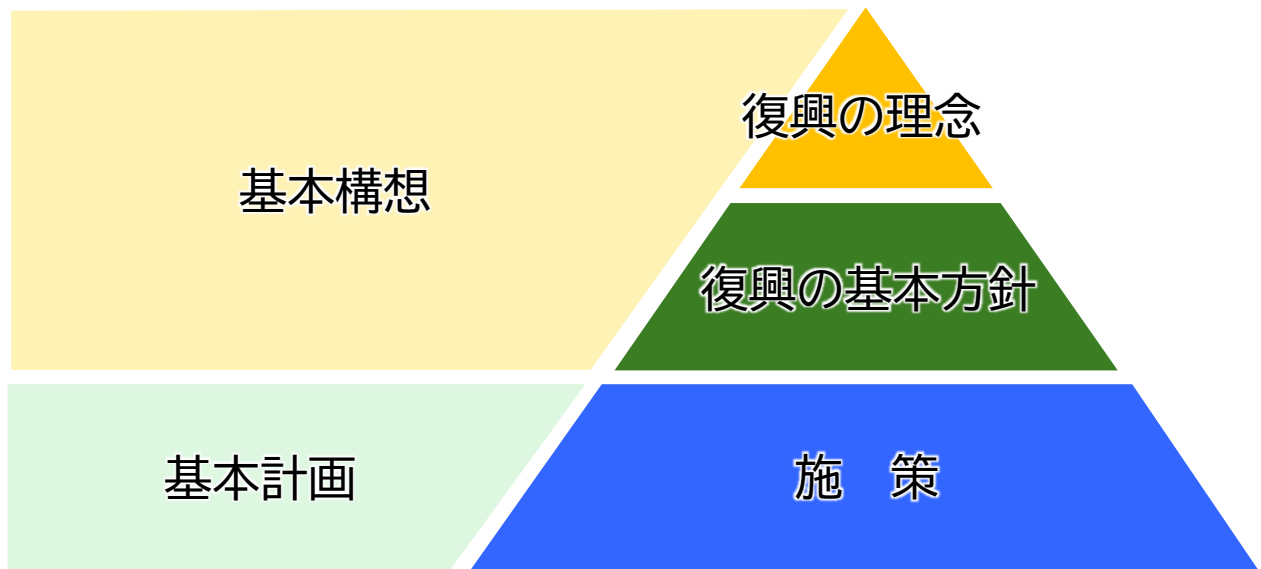 復興の理念
基本構想
復興の基本方針
基本計画
施　策